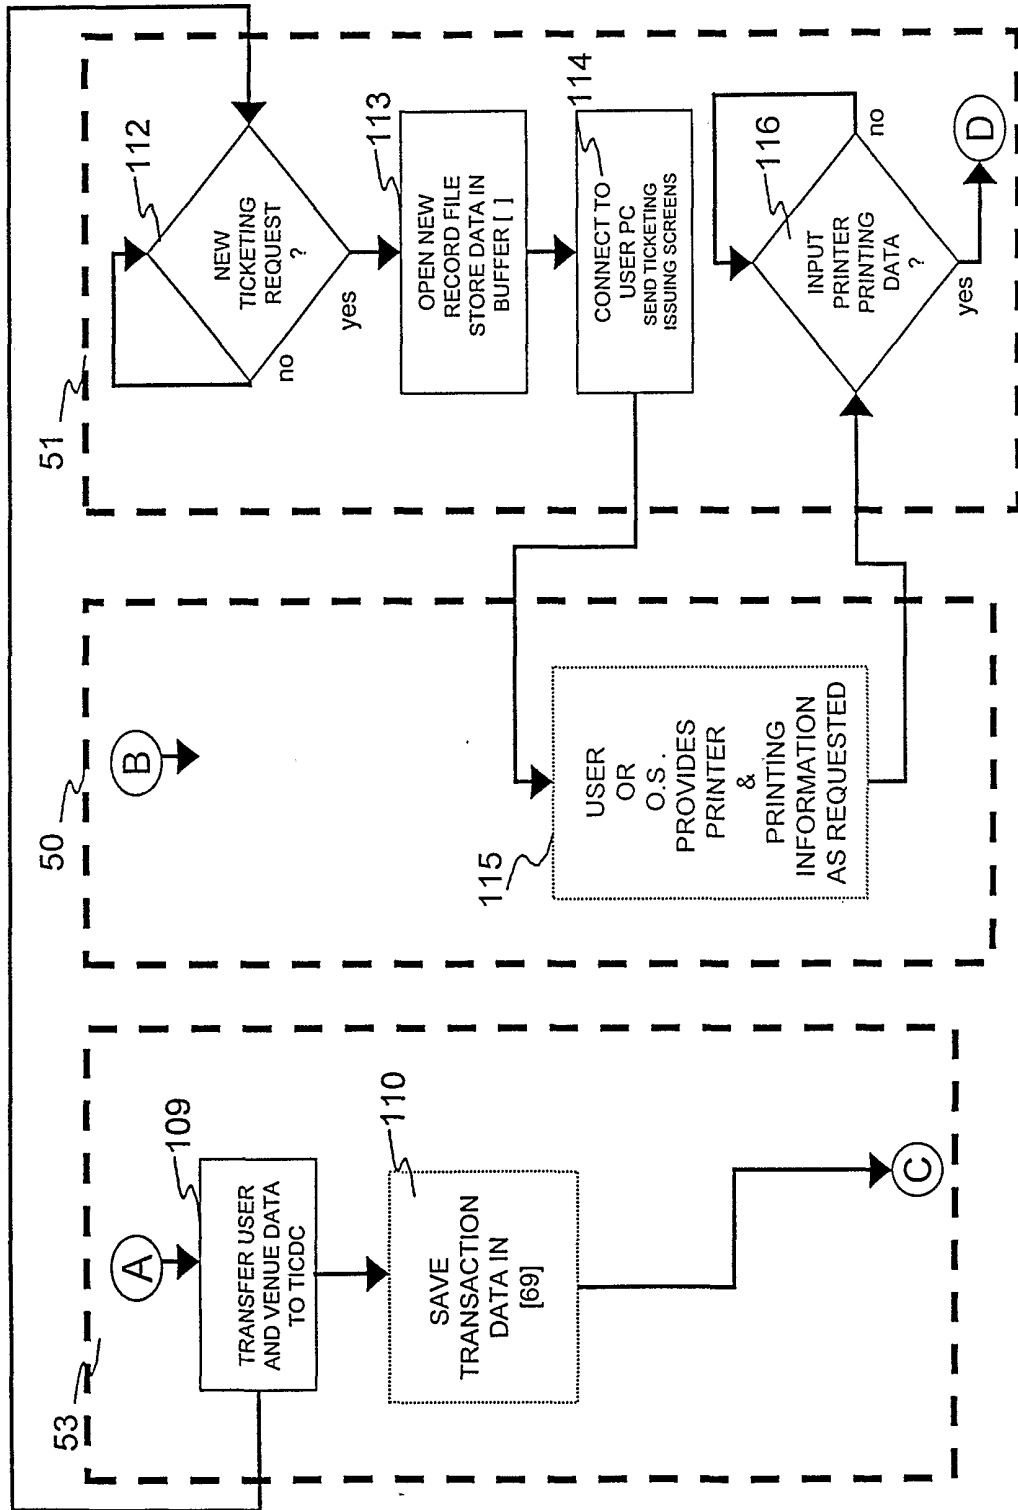 53
A
109
TRANSFER USER
AND VENUE DATA
TO TICDC
110
SAVE
TRANSACTION
DATA IN
[69]
C
50
B
115
USER
OR
O.S.
PROVIDES
PRINTER
&
PRINTING
INFORMATION
AS REQUESTED
51
112
NEW
TICKETING
REQUEST
?
no
yes
113
OPEN NEW
RECORD FILE
STORE DATA IN
BUFFER [ ]
114
CONNECT TO
USER PC
SEND TICKETING
ISSUING SCREENS
116
INPUT
PRINTER
PRINTING
DATA
?
no
yes
D